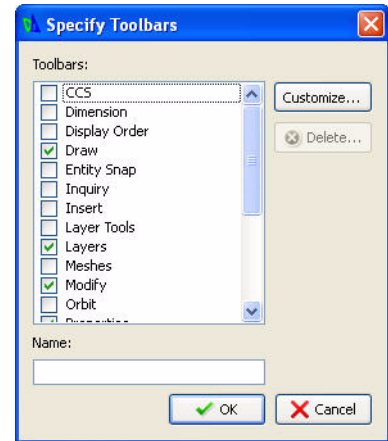 Specify Toolbars
Toolbars:
CCS
Dimension
Display Order
Draw
Entity Snap
Inquiry
Insert
Layer Tools
Layers
Meshes
Modify
Orbit
Customize...
Delete...
Name:
OK
Cancel